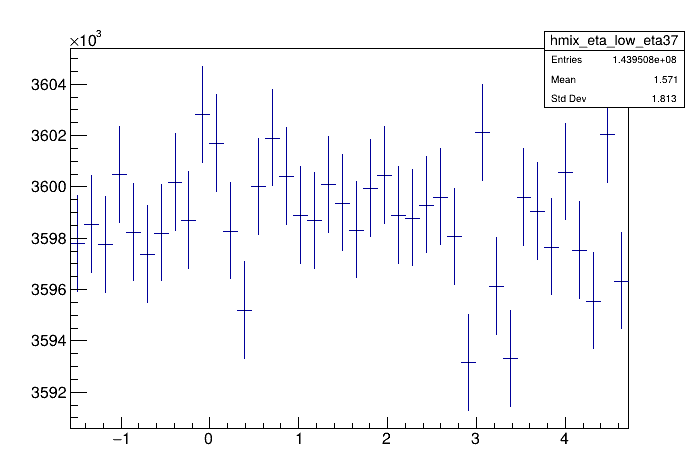 ×10³
hmix_eta_low_eta37
Entries 1.439508e+08
Mean 1.571
Std Dev 1.813
3604
3602
3600
3598
3596
3594
3592
−1 0 1 2 3 4